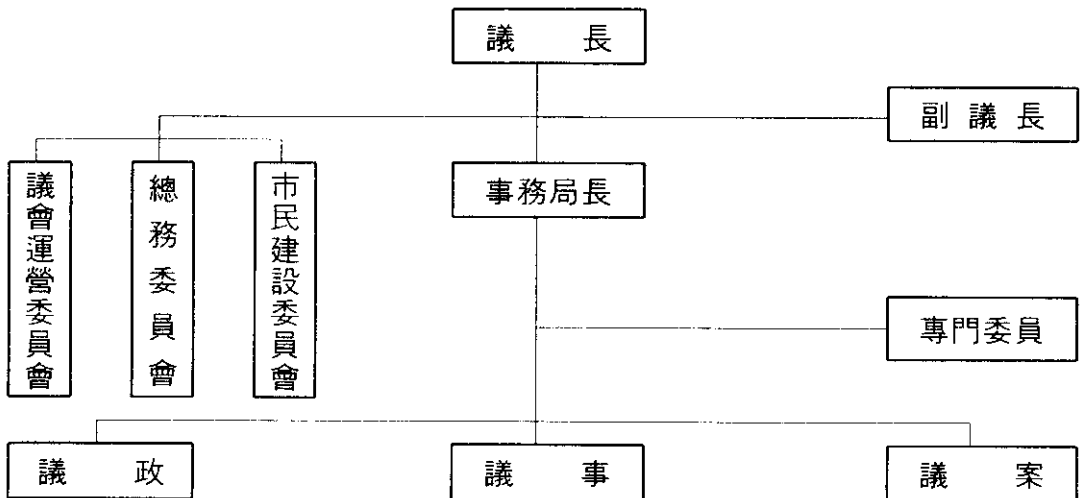 議長
副議長
議會運營委員會
總務委員會
市民建設委員會
事務局長
專門委員
議政
議事
議案